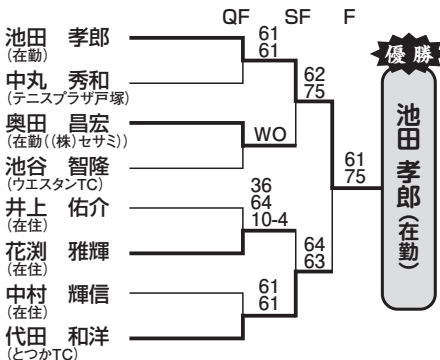 QF SF F
池田 孝郎
(在勤)
中丸 秀和
(テニスプラザ戸塚)
奥田 昌宏
(在勤((株)セサミ))
池谷 智隆
(ウエスタンTC)
井上 佑介
(在住)
花渕 雅輝
(在住)
中村 輝信
(在住)
代田 和洋
(とつかTC)
61
61
WO
36
64
10-4
61
61
62
75
64
63
61
75
優勝
池田 孝郎(在勤)